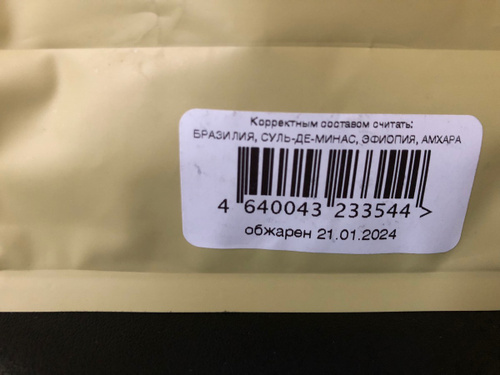 Корректным составом считать:
БРАЗИЛИЯ, СУЛЬ-ДЕ-МИНАС, ЭФИОПИЯ, АМХАРА
4 640043 233544 >
обжарен 21.01.2024